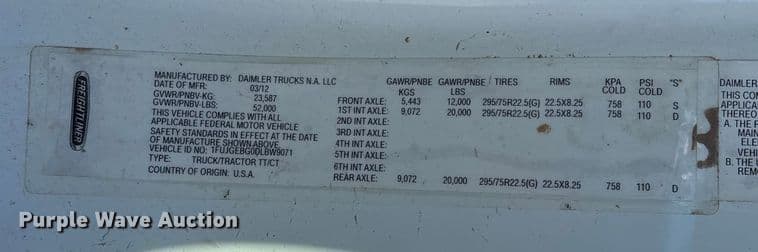 FREIGHTLINER
MANUFACTURED BY: DAIMLER TRUCKS N.A. LLC
DATE OF MFR: 03/12
GVWR/PNBV-KG: 23,587
GVWR/PNBV-LBS: 52,000
THIS VEHICLE COMPLIES WITH ALL
APPLICABLE FEDERAL MOTOR VEHICLE
SAFETY STANDARDS IN EFFECT AT THE DATE
OF MANUFACTURE SHOWN ABOVE.
VEHICLE ID NO: 1FUJGEBG0DLBW9071
TYPE: TRUCK/TRACTOR TT/CT
COUNTRY OF ORIGIN: U.S.A.
GAWR/PNBE GAWR/PNBE / TIRES RIMS KPA PSI "S"
KGS LBS COLD COLD
FRONT AXLE: 5,443 12,000 295/75R22.5(G) 22.5X8.25 758 110 S
1ST INT AXLE: 9,072 20,000 295/75R22.5(G) 22.5X8.25 758 110 D
2ND INT AXLE:
3RD INT AXLE:
4TH INT AXLE:
5TH INT AXLE:
6TH INT AXLE:
REAR AXLE: 9,072 20,000 295/75R22.5(G) 22.5X8.25 758 110 D
DAIMLER
THIS CO
APPLICA
THEREO
A. THE F
MAIN
ELE
VEHI
B. THE
REM
Purple Wave Auction